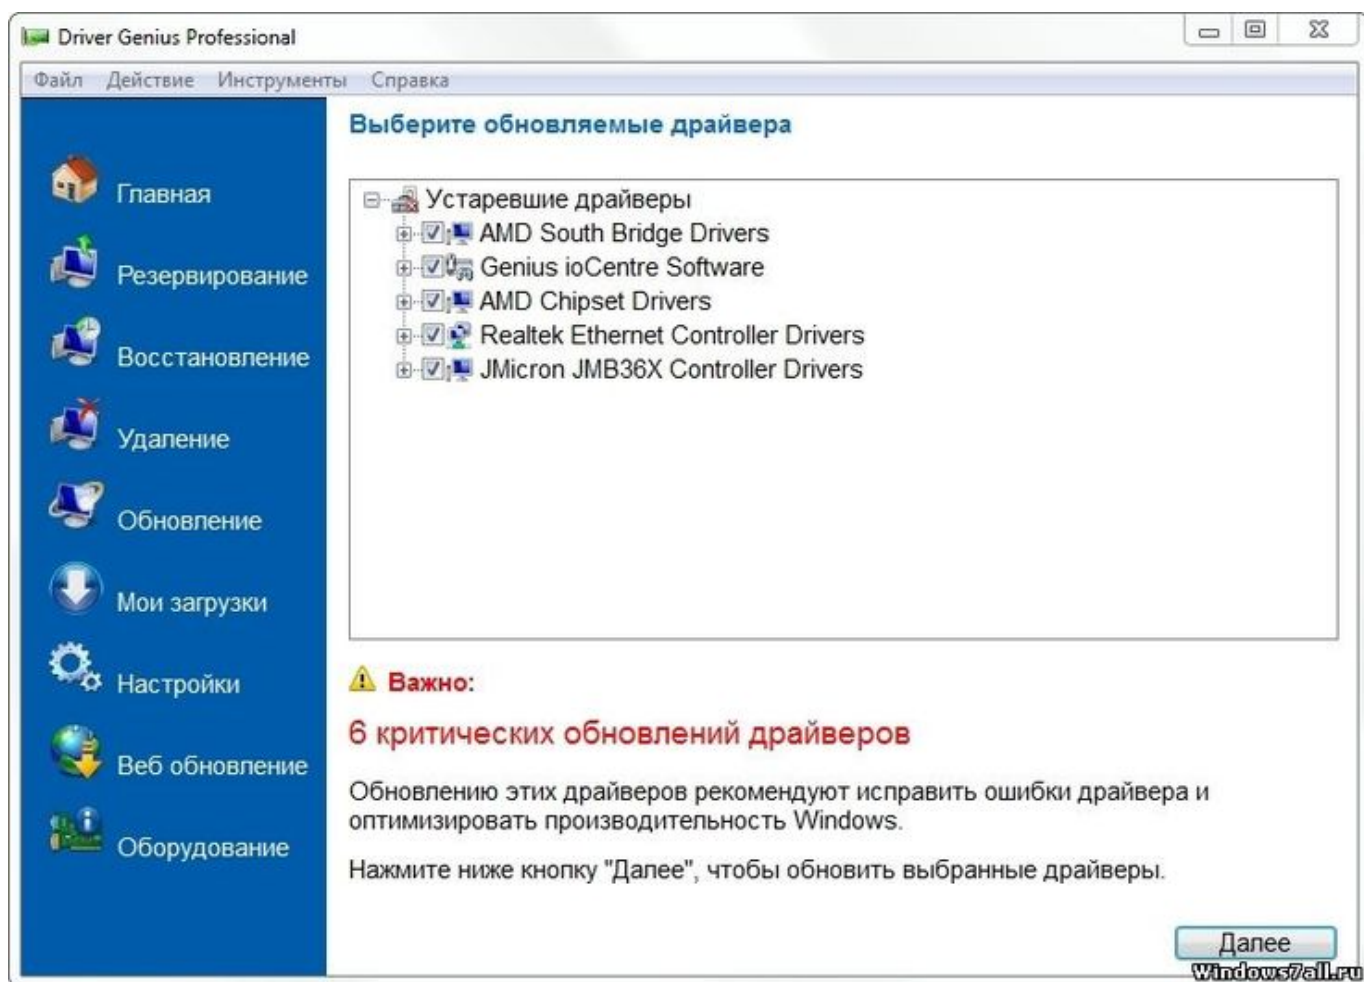 Driver Genius Professional
Файл Действие Инструменты Справка
Выберите обновляемые драйвера
Главная
Резервирование
Восстановление
Удаление
Обновление
Мои загрузки
Настройки
Веб обновление
Оборудование
Устаревшие драйверы
AMD South Bridge Drivers
Genius ioCentre Software
AMD Chipset Drivers
Realtek Ethernet Controller Drivers
JMicron JMB36X Controller Drivers
Важно:
6 критических обновлений драйверов
Обновлению этих драйверов рекомендуют исправить ошибки драйвера и
оптимизировать производительность Windows.
Нажмите ниже кнопку "Далее", чтобы обновить выбранные драйверы.
Далее
Windows7all.ru